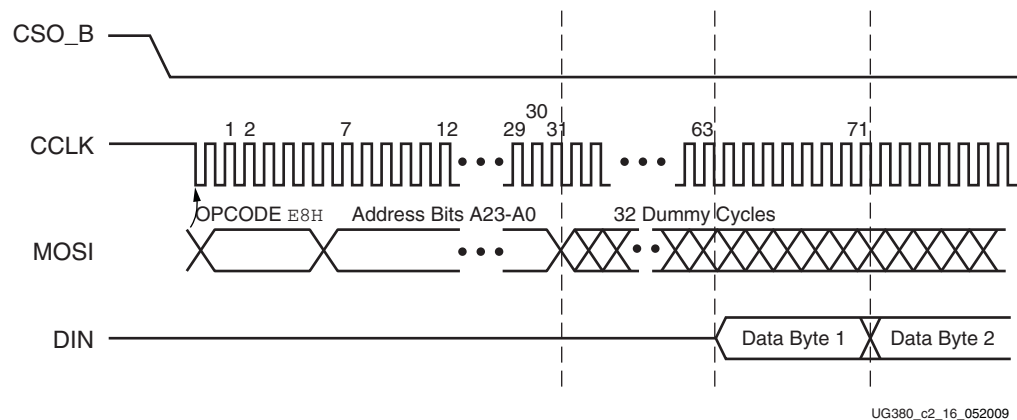 CSO_B
30
1 2 7 12 29 31 63 71
CCLK
OPCODE E8H Address Bits A23-A0 32 Dummy Cycles
MOSI
DIN Data Byte 1 Data Byte 2
UG380_c2_16_052009